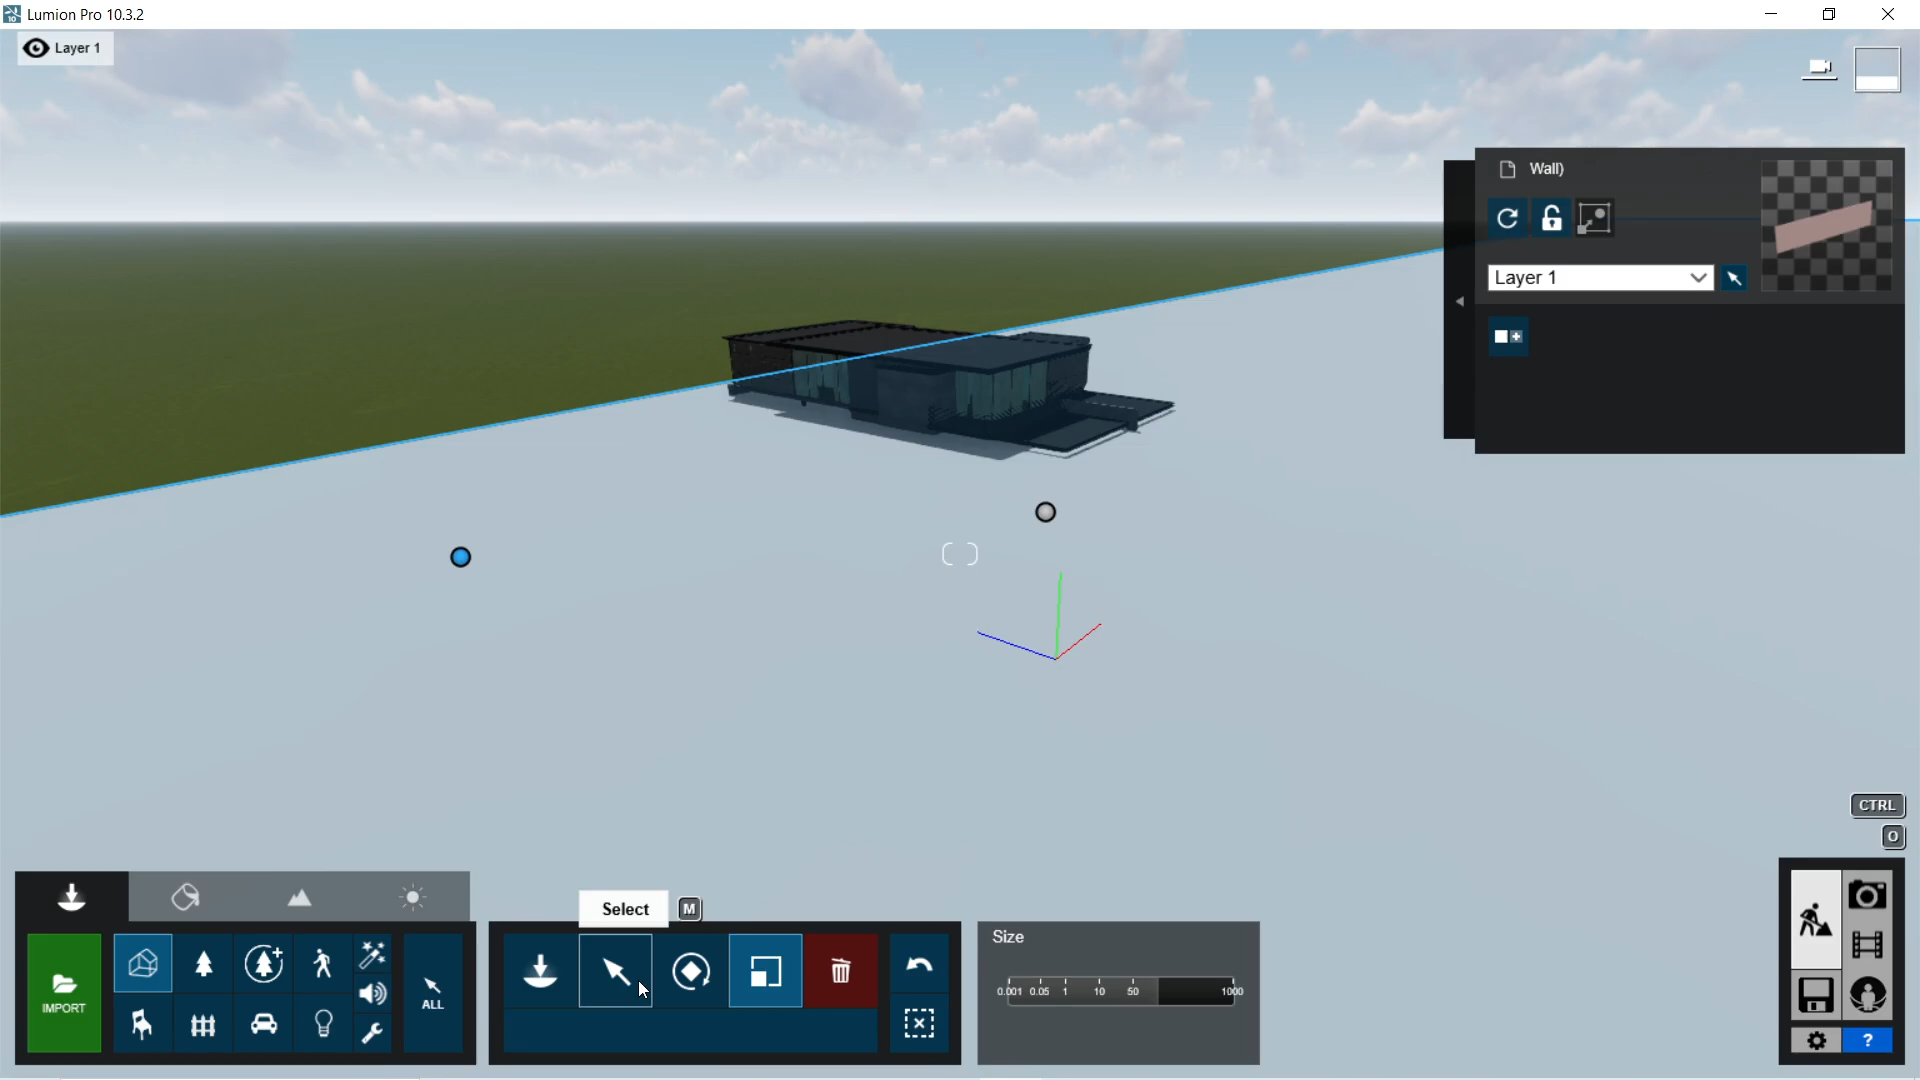 Lumion Pro 10.3.2
Layer 1
Wall)
Layer 1
CTRL
O
Select
M
Size
0.001 0.05 1 10 50 1000
IMPORT
ALL
?